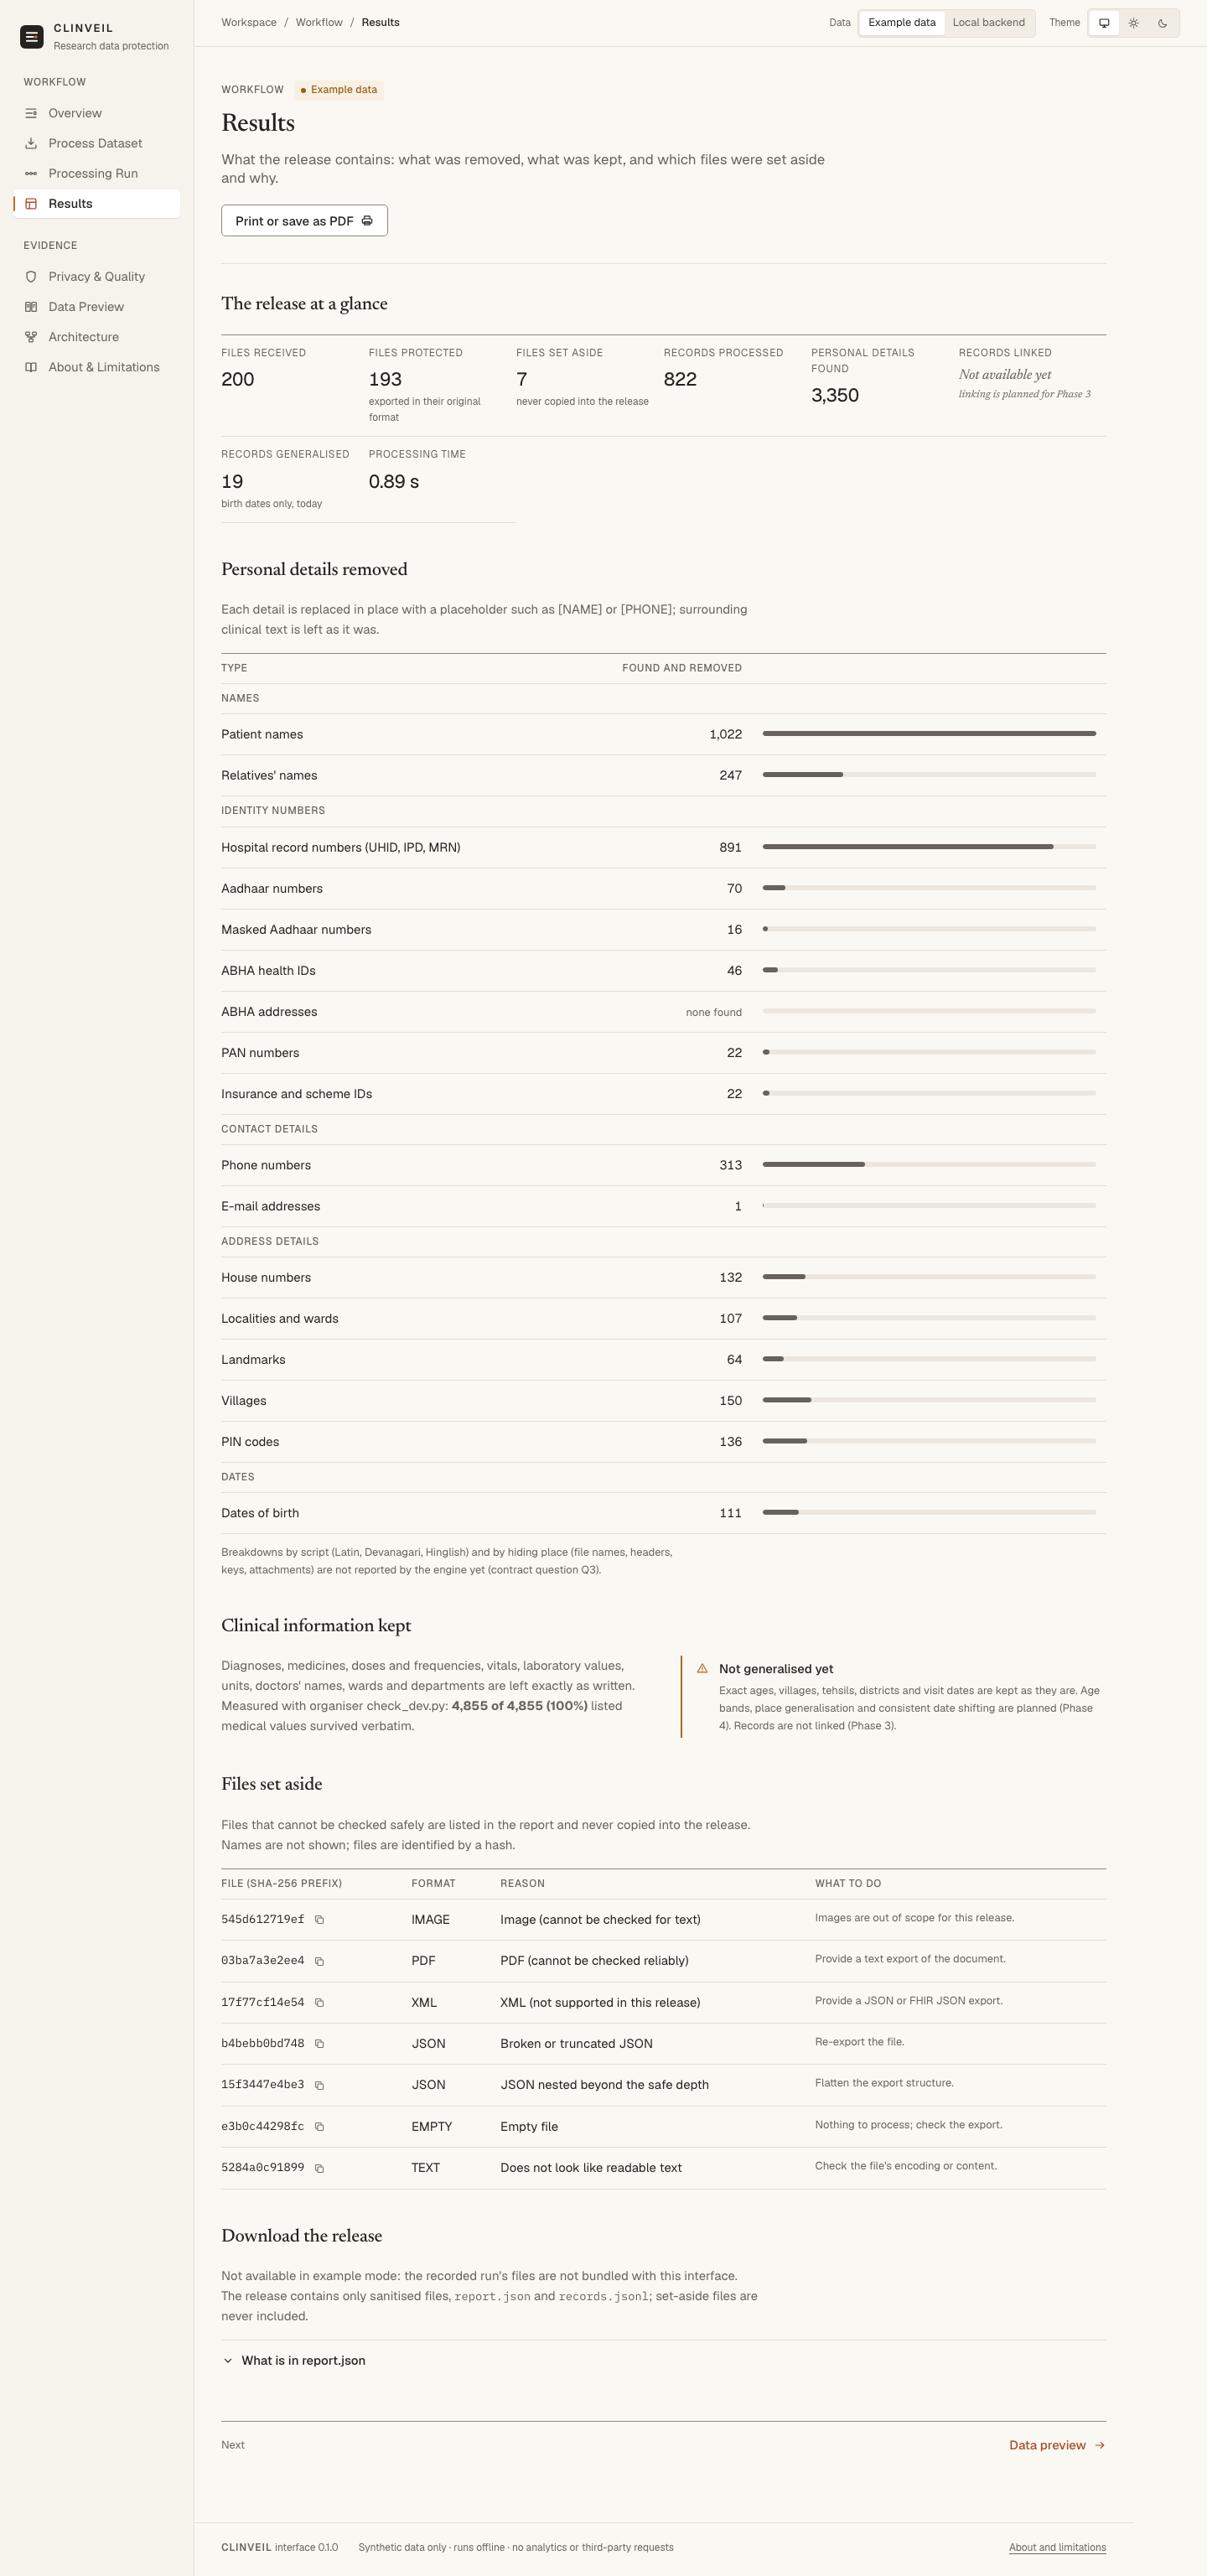 CLINVEIL
Research data protection
WORKFLOW
Overview
Process Dataset
Processing Run
Results
EVIDENCE
Privacy & Quality
Data Preview
Architecture
About & Limitations
Workspace / Workflow / Results
Data Example data Local backend Theme
WORKFLOW Example data
Results
What the release contains: what was removed, what was kept, and which files were set aside
and why.
Print or save as PDF
The release at a glance
FILES RECEIVED
200
FILES PROTECTED
193
exported in their original
format
FILES SET ASIDE
7
never copied into the release
RECORDS PROCESSED
822
PERSONAL DETAILS
FOUND
3,350
RECORDS LINKED
Not available yet
linking is planned for Phase 3
RECORDS GENERALISED
19
birth dates only, today
PROCESSING TIME
0.89 s
Personal details removed
Each detail is replaced in place with a placeholder such as [NAME] or [PHONE]; surrounding
clinical text is left as it was.
TYPE FOUND AND REMOVED
NAMES
Patient names 1,022
Relatives' names 247
IDENTITY NUMBERS
Hospital record numbers (UHID, IPD, MRN) 891
Aadhaar numbers 70
Masked Aadhaar numbers 16
ABHA health IDs 46
ABHA addresses none found
PAN numbers 22
Insurance and scheme IDs 22
CONTACT DETAILS
Phone numbers 313
E-mail addresses 1
ADDRESS DETAILS
House numbers 132
Localities and wards 107
Landmarks 64
Villages 150
PIN codes 136
DATES
Dates of birth 111
Breakdowns by script (Latin, Devanagari, Hinglish) and by hiding place (file names, headers,
keys, attachments) are not reported by the engine yet (contract question Q3).
Clinical information kept
Diagnoses, medicines, doses and frequencies, vitals, laboratory values,
units, doctors' names, wards and departments are left exactly as written.
Measured with organiser check_dev.py: 4,855 of 4,855 (100%) listed
medical values survived verbatim.
Not generalised yet
Exact ages, villages, tehsils, districts and visit dates are kept as they are. Age
bands, place generalisation and consistent date shifting are planned (Phase
4). Records are not linked (Phase 3).
Files set aside
Files that cannot be checked safely are listed in the report and never copied into the release.
Names are not shown; files are identified by a hash.
FILE (SHA-256 PREFIX) FORMAT REASON WHAT TO DO
545d612719ef IMAGE Image (cannot be checked for text) Images are out of scope for this release.
03ba7a3e2ee4 PDF PDF (cannot be checked reliably) Provide a text export of the document.
17f77cf14e54 XML XML (not supported in this release) Provide a JSON or FHIR JSON export.
b4bebb0bd748 JSON Broken or truncated JSON Re-export the file.
15f3447e4be3 JSON JSON nested beyond the safe depth Flatten the export structure.
e3b0c44298fc EMPTY Empty file Nothing to process; check the export.
5284a0c91899 TEXT Does not look like readable text Check the file's encoding or content.
Download the release
Not available in example mode: the recorded run's files are not bundled with this interface.
The release contains only sanitised files, report.json and records.jsonl; set-aside files are
never included.
What is in report.json
Next Data preview →
CLINVEIL interface 0.1.0 Synthetic data only · runs offline · no analytics or third-party requests About and limitations